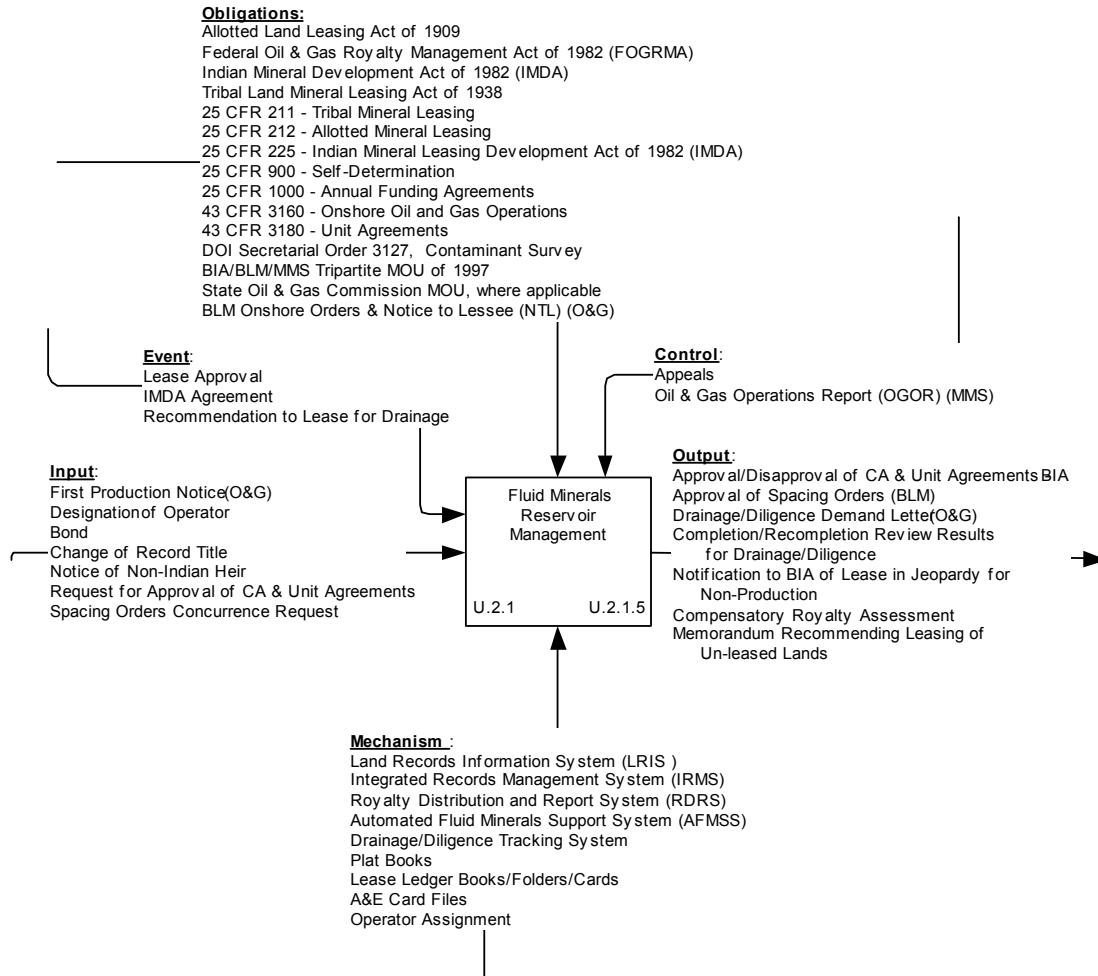 Obligations:
Allotted Land Leasing Act of 1909
Federal Oil & Gas Royalty Management Act of 1982 (FOGRMA)
Indian Mineral Development Act of 1982 (IMDA)
Tribal Land Mineral Leasing Act of 1938
25 CFR 211 - Tribal Mineral Leasing
25 CFR 212 - Allotted Mineral Leasing
25 CFR 225 - Indian Mineral Leasing Development Act of 1982 (IMDA)
25 CFR 900 - Self-Determination
25 CFR 1000 - Annual Funding Agreements
43 CFR 3160 - Onshore Oil and Gas Operations
43 CFR 3180 - Unit Agreements
DOI Secretarial Order 3127, Contaminant Survey
BIA/BLM/MMS Tripartite MOU of 1997
State Oil & Gas Commission MOU, where applicable
BLM Onshore Orders & Notice to Lessee (NTL) (O&G)
Event:
Lease Approval
IMDA Agreement
Recommendation to Lease for Drainage
Control:
Appeals
Oil & Gas Operations Report (OGOR) (MMS)
Input:
First Production Notice(O&G)
Designation of Operator
Bond
Change of Record Title
Notice of Non-Indian Heir
Request for Approval of CA & Unit Agreements
Spacing Orders Concurrence Request
Fluid Minerals
Reservoir
Management
U.2.1 U.2.1.5
Output:
Approval/Disapproval of CA & Unit Agreements BIA
Approval of Spacing Orders (BLM)
Drainage/Diligence Demand Letter(O&G)
Completion/Recompletion Review Results
for Drainage/Diligence
Notification to BIA of Lease in Jeopardy for
Non-Production
Compensatory Royalty Assessment
Memorandum Recommending Leasing of
Un-leased Lands
Mechanism :
Land Records Information System (LRIS )
Integrated Records Management System (IRMS)
Royalty Distribution and Report System (RDRS)
Automated Fluid Minerals Support System (AFMSS)
Drainage/Diligence Tracking System
Plat Books
Lease Ledger Books/Folders/Cards
A&E Card Files
Operator Assignment